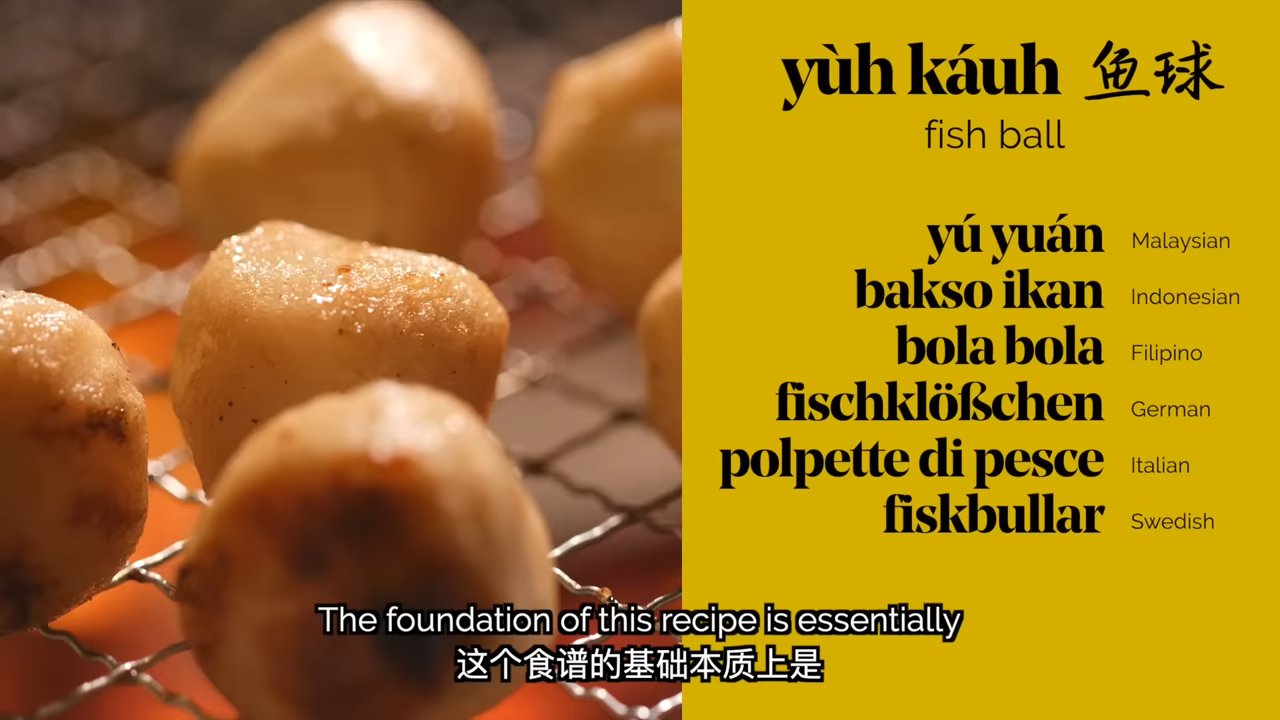 yùh káuh 鱼球
fish ball
yú yuán Malaysian
bakso ikan Indonesian
bola bola Filipino
fischklößchen German
polpette di pesce Italian
fiskbullar Swedish
The foundation of this recipe is essentially
这个食谱的基础本质上是